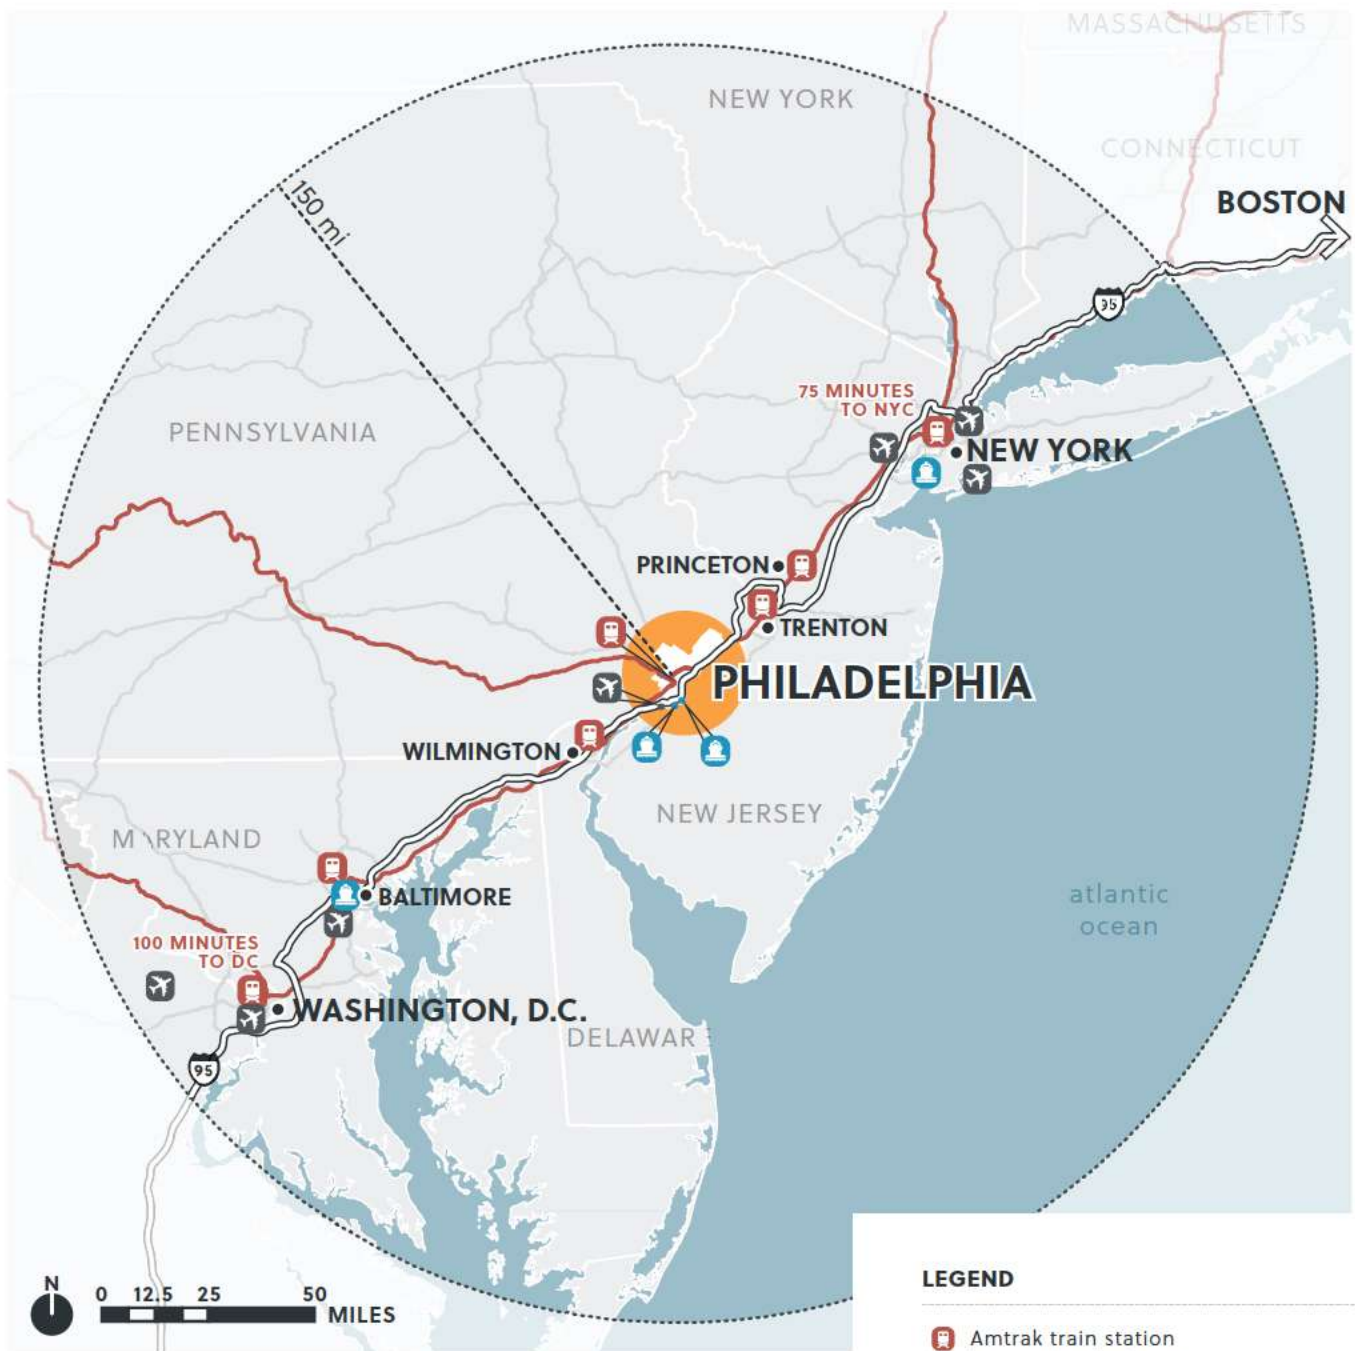 MASSACHUSETTS
NEW YORK
CONNECTICUT
BOSTON
150 mi
95
75 MINUTES
TO NYC
PENNSYLVANIA
NEW YORK
PRINCETON
TRENTON
PHILADELPHIA
WILMINGTON
NEW JERSEY
MARYLAND
BALTIMORE
atlantic
ocean
100 MINUTES
TO DC
WASHINGTON, D.C.
DELAWARE
95
N
0 12.5 25 50
MILES
LEGEND
Amtrak train station